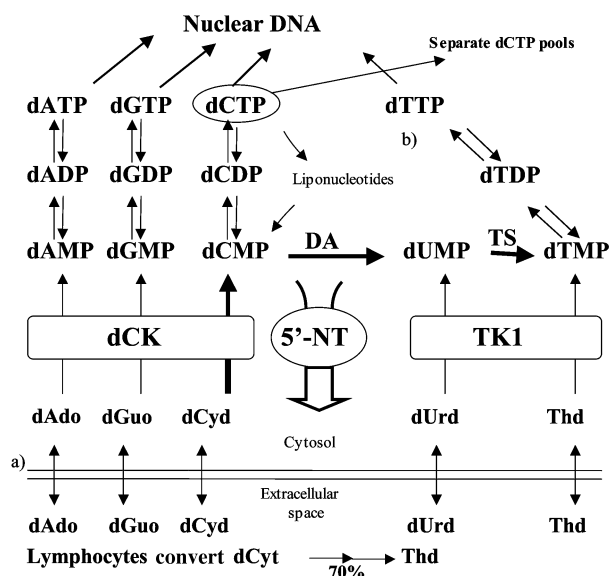 Nuclear DNA
Separate dCTP pools
dATP dGTP dCTP dTTP
b)
dADP dGDP dCDP Liponucleotides dTDP
dAMP dGMP dCMP DA dUMP TS dTMP
dCK 5’-NT TK1
dAdo dGuo dCyd dUrd Thd
Cytosol
a)
Extracellular
space
dAdo dGuo dCyd dUrd Thd
Lymphocytes convert dCyt Thd
70%